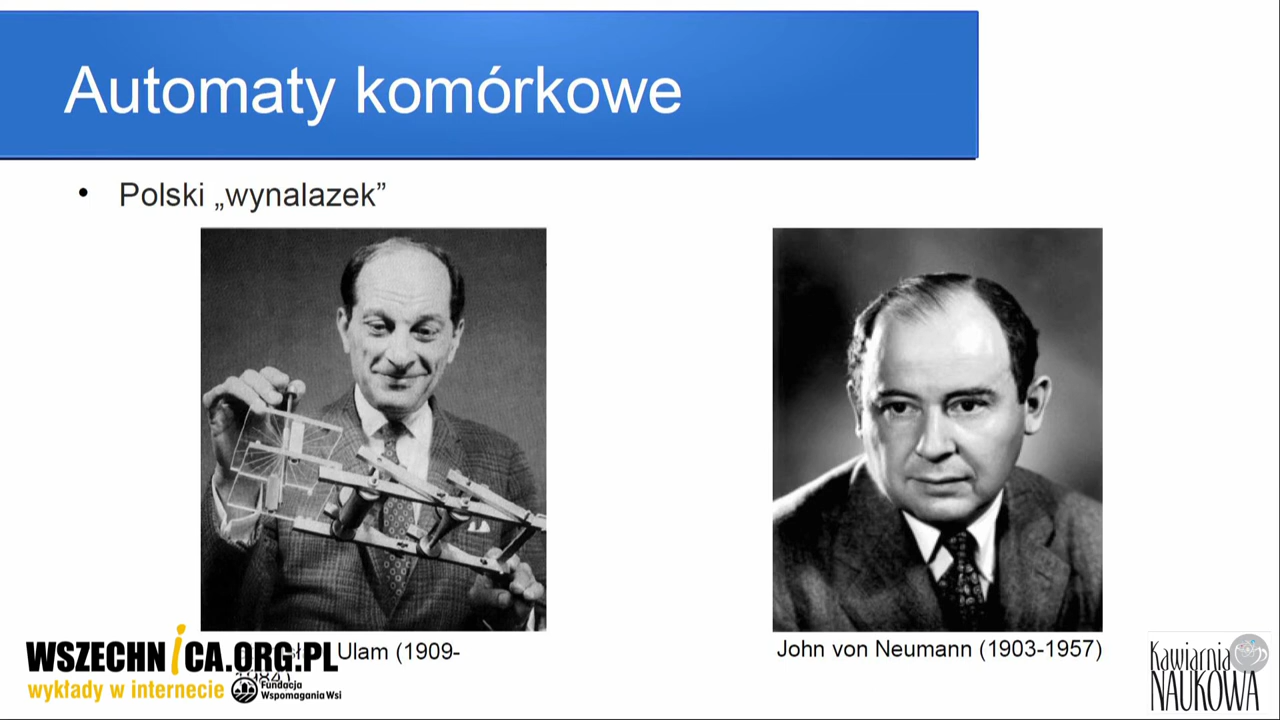 Automaty komórkowe
• Polski „wynalazek”
Ulam (1909-
John von Neumann (1903-1957)
WSZECHNICA.ORG.PL
wykłady w internecie
Fundacja
Wspomagania Wsi
Kawiarnia
NAUKOWA